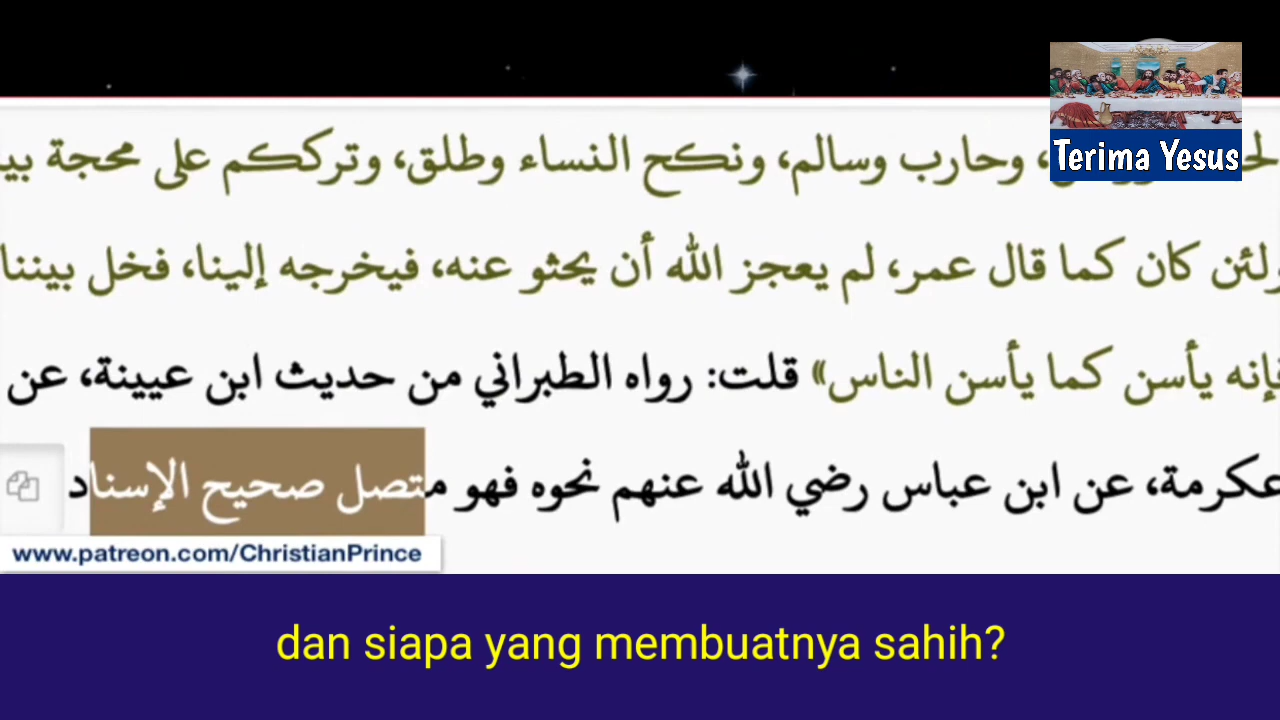 ، وحارب وسالم، ونكح النساء وطلق، وترككم على محجة بي
Terima Yesus
ولئن كان كما قال عمر، لم يعجز الله أن يحثو عنه، فيخرجه إلينا، فخل بيننا
فإنه يأسن كما يأسن الناس» قلت: رواه الطبراني من حديث ابن عيينة، عن
عكرمة، عن ابن عباس رضي الله عنهم نحوه فهو متصل صحيح الإسناد
www.patreon.com/ChristianPrince
dan siapa yang membuatnya sahih?